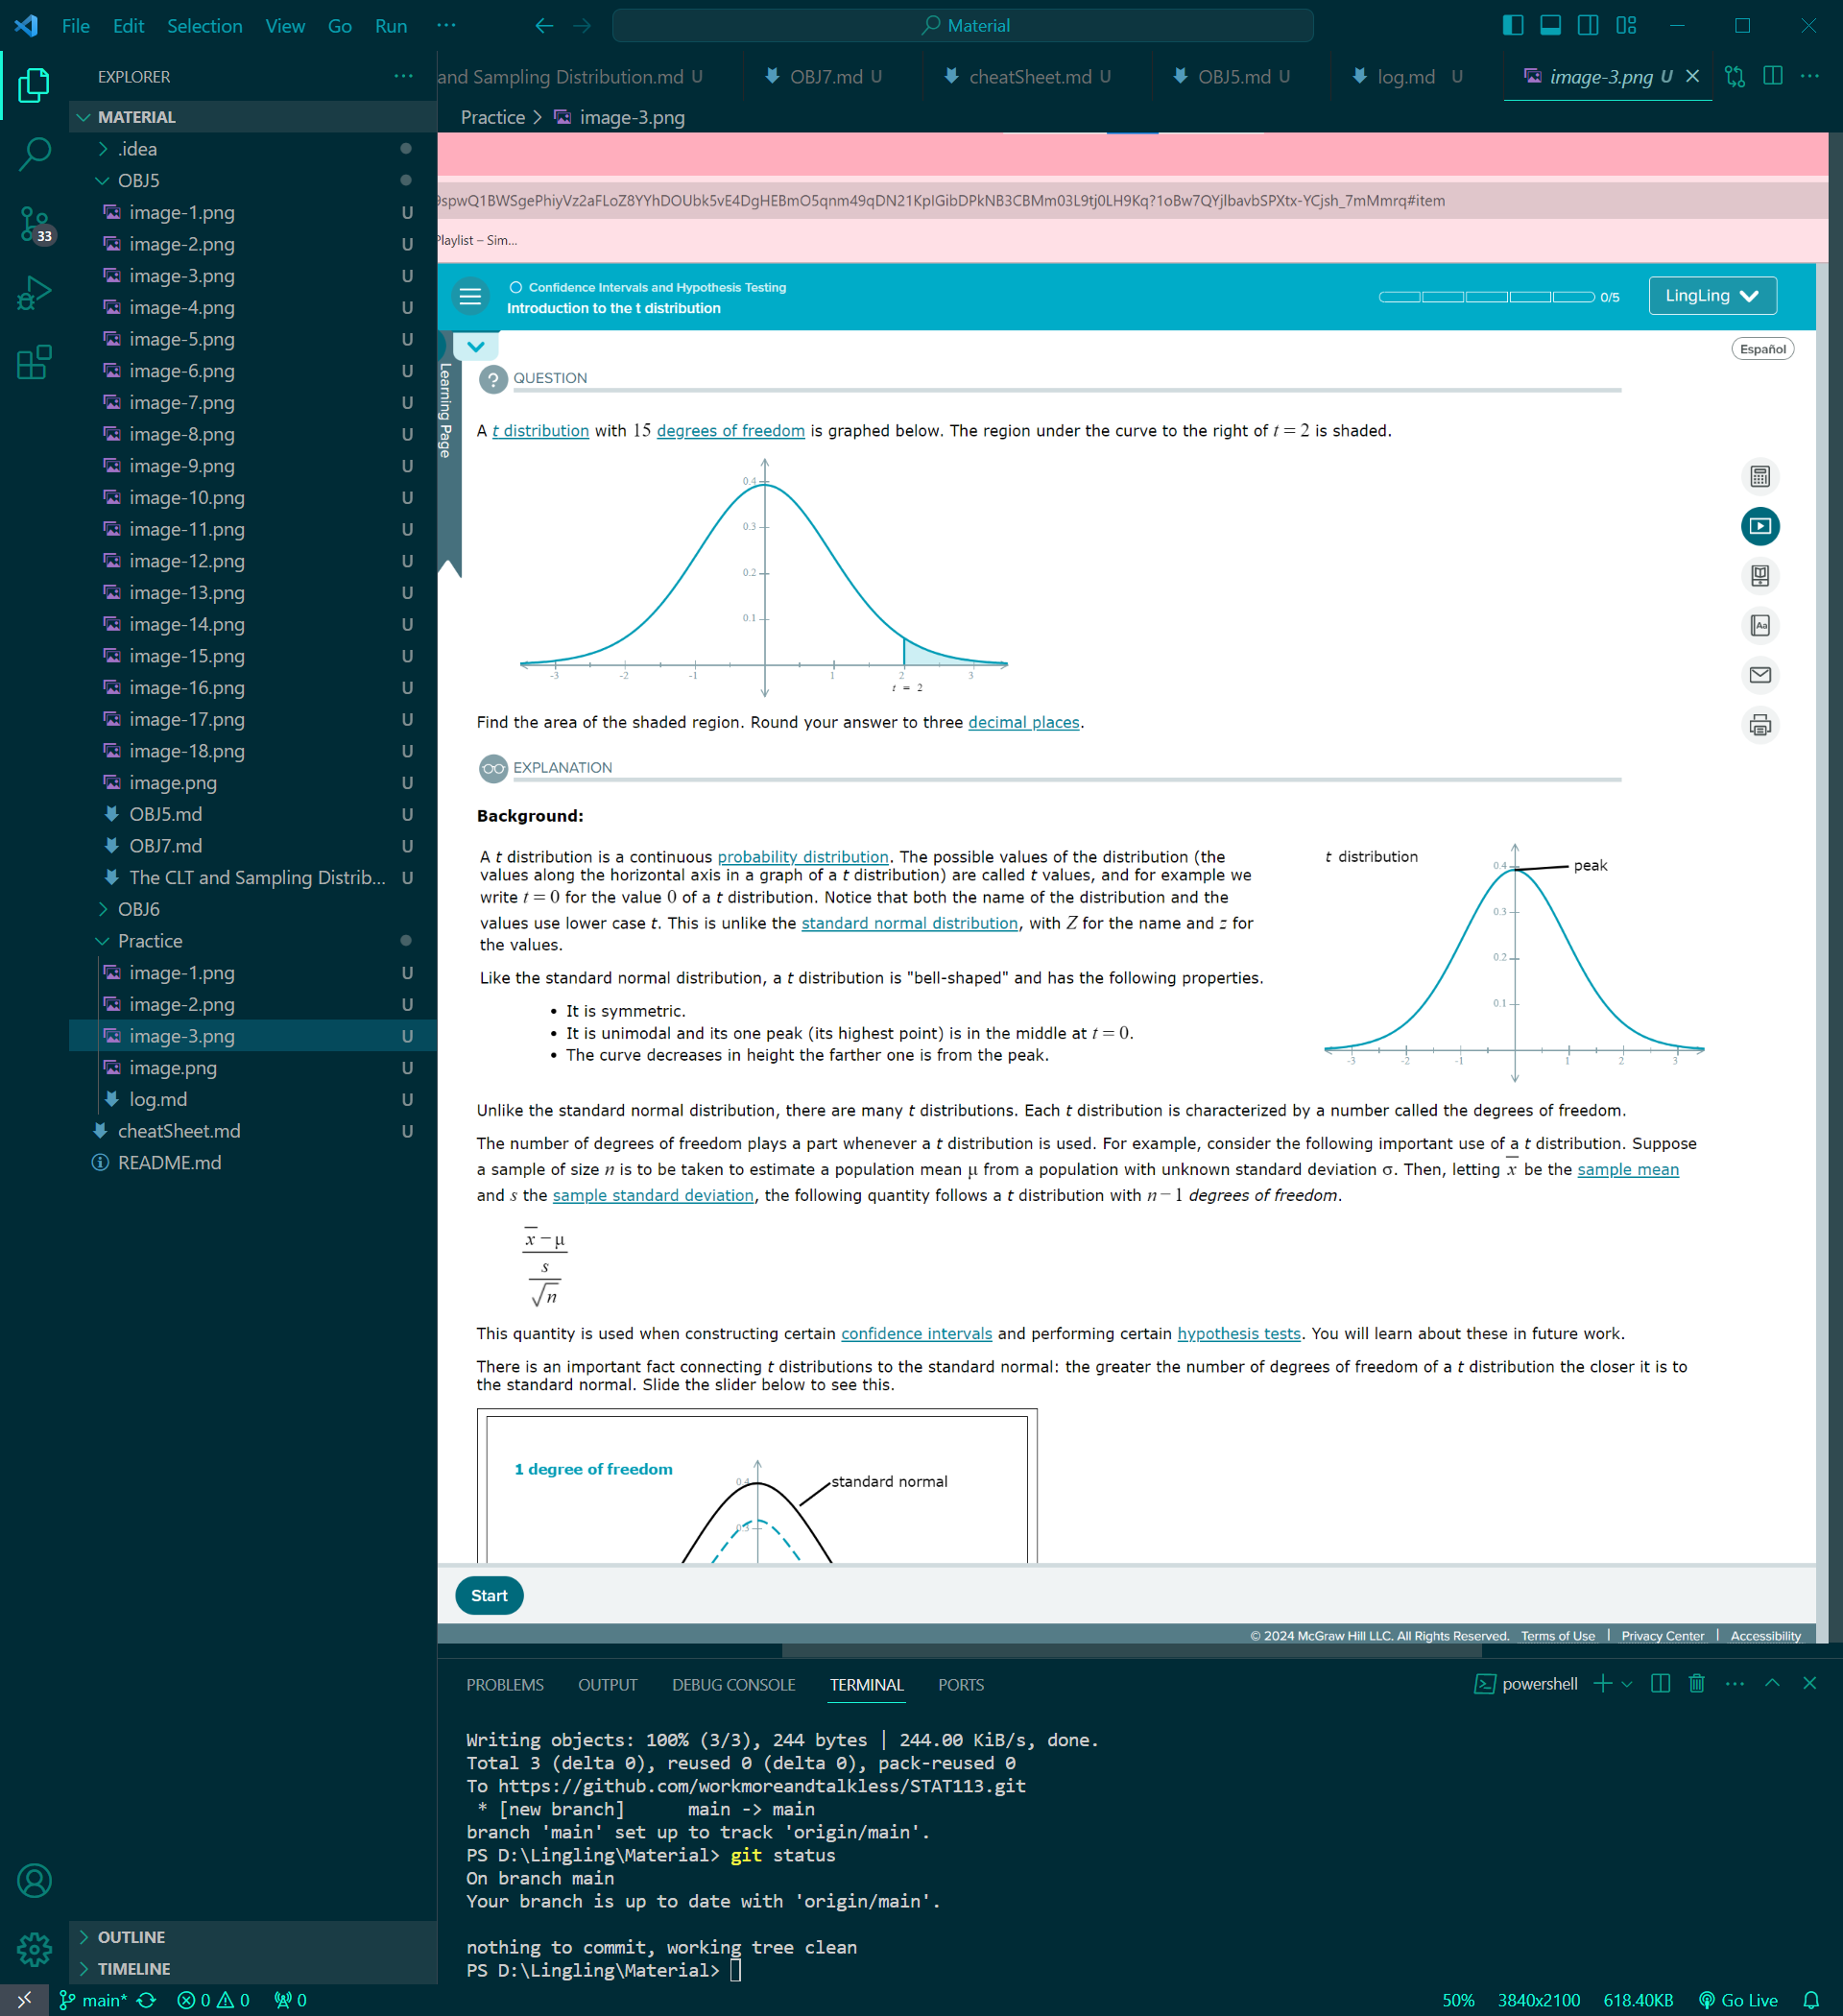 File Edit Selection View Go Run ··· Material
EXPLORER
MATERIAL
.idea
OBJ5
image-1.png U
image-2.png U
image-3.png U
image-4.png U
image-5.png U
image-6.png U
image-7.png U
image-8.png U
image-9.png U
image-10.png U
image-11.png U
image-12.png U
image-13.png U
image-14.png U
image-15.png U
image-16.png U
image-17.png U
image-18.png U
image.png U
OBJ5.md U
OBJ7.md U
The CLT and Sampling Distrib... U
OBJ6
Practice
image-1.png U
image-2.png U
image-3.png U
image.png U
log.md U
cheatSheet.md U
README.md
33
OUTLINE
TIMELINE
and Sampling Distribution.md U OBJ7.md U cheatSheet.md U OBJ5.md U log.md U image-3.png U
Practice > image-3.png
9spwQ1BWSgePhiyVz2aFLoZ8YYhDOUbk5vE4DgHEBmO5qnm49qDN21KpIGibDPkNB3CBMm03L9tj0LH9Kq?1oBw7QYjlbavbSPXtx-YCjsh_7mMmrq#item
Playlist – Sim...
Confidence Intervals and Hypothesis Testing
Introduction to the t distribution
0/5
LingLing
Español
Learning Page
? QUESTION
A t distribution with 15 degrees of freedom is graphed below. The region under the curve to the right of t = 2 is shaded.
0.4
0.3
0.2
0.1
-3 -2 -1 1 2 3
t = 2
Find the area of the shaded region. Round your answer to three decimal places.
EXPLANATION
Background:
A t distribution is a continuous probability distribution. The possible values of the distribution (the
values along the horizontal axis in a graph of a t distribution) are called t values, and for example we
write t = 0 for the value 0 of a t distribution. Notice that both the name of the distribution and the
values use lower case t. This is unlike the standard normal distribution, with Z for the name and z for
the values.
Like the standard normal distribution, a t distribution is "bell-shaped" and has the following properties.
• It is symmetric.
• It is unimodal and its one peak (its highest point) is in the middle at t = 0.
• The curve decreases in height the farther one is from the peak.
t distribution
peak
0.4
0.3
0.2
0.1
-3 -2 -1 1 2 3
Unlike the standard normal distribution, there are many t distributions. Each t distribution is characterized by a number called the degrees of freedom.
The number of degrees of freedom plays a part whenever a t distribution is used. For example, consider the following important use of a t distribution. Suppose
a sample of size n is to be taken to estimate a population mean μ from a population with unknown standard deviation σ. Then, letting x̄ be the sample mean
and s the sample standard deviation, the following quantity follows a t distribution with n − 1 degrees of freedom.
x̄ − μ
s
√n
This quantity is used when constructing certain confidence intervals and performing certain hypothesis tests. You will learn about these in future work.
There is an important fact connecting t distributions to the standard normal: the greater the number of degrees of freedom of a t distribution the closer it is to
the standard normal. Slide the slider below to see this.
1 degree of freedom
0.4
standard normal
0.3
Start
© 2024 McGraw Hill LLC. All Rights Reserved. Terms of Use | Privacy Center | Accessibility
PROBLEMS OUTPUT DEBUG CONSOLE TERMINAL PORTS powershell
Writing objects: 100% (3/3), 244 bytes | 244.00 KiB/s, done.
Total 3 (delta 0), reused 0 (delta 0), pack-reused 0
To https://github.com/workmoreandtalkless/STAT113.git
* [new branch] main -> main
branch 'main' set up to track 'origin/main'.
PS D:\Lingling\Material> git status
On branch main
Your branch is up to date with 'origin/main'.
nothing to commit, working tree clean
PS D:\Lingling\Material>
main* 0 0 0 50% 3840x2100 618.40KB Go Live